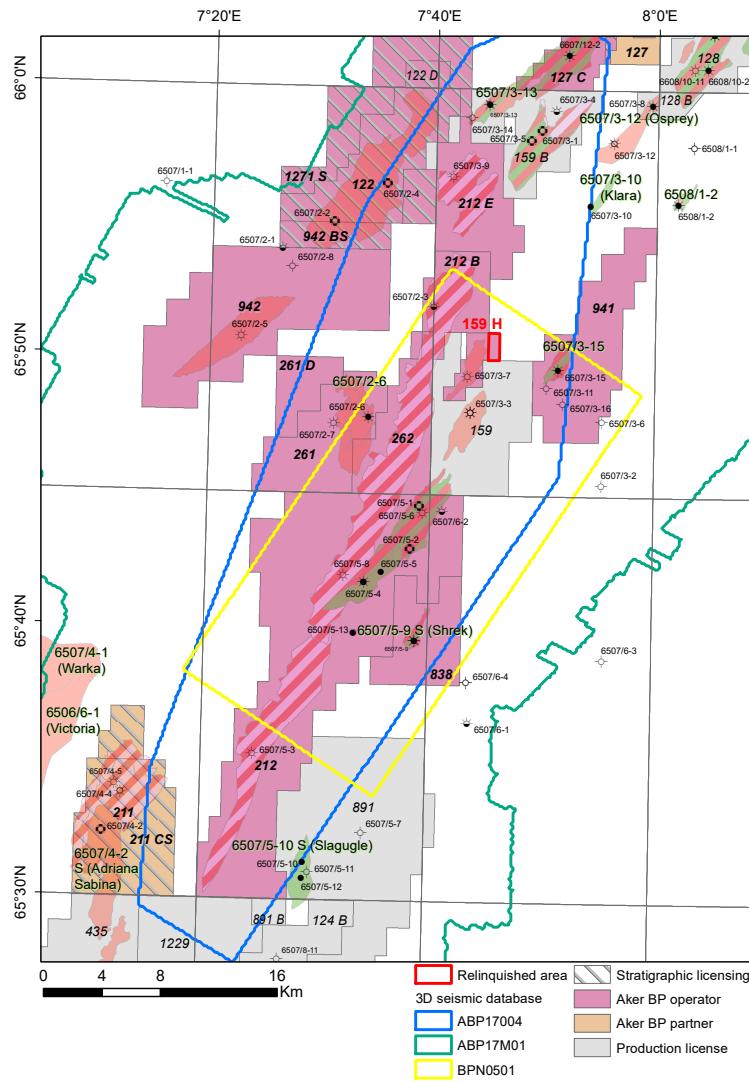 7°20'E
7°40'E
8°0'E
66°0'N
65°50'N
65°40'N
65°30'N
6607/12-2
127
128
122 D
127 C
6608/10-11
6608/10-2
6507/3-13
6507/3-13
6507/3-4
6507/3-8
128 B
6507/3-14
6507/3-12 (Osprey)
6507/3-5
6507/3-1
6507/3-12
6508/1-1
159 B
6507/1-1
1271 S
122
6507/2-4
6507/3-9
6507/3-10
(Klara)
6508/1-2
212 E
6507/2-2
6507/3-10
6508/1-2
942 BS
6507/2-1
6507/2-8
212 B
6507/2-3
941
942
159 H
6507/2-5
6507/3-15
261 D
6507/2-6
6507/3-7
6507/3-15
6507/3-11
6507/2-6
6507/3-3
6507/3-16
6507/2-7
262
159
6507/3-6
261
6507/3-2
6507/5-1
6507/5-6
6507/6-2
6507/5-2
6507/5-8
6507/5-5
6507/5-4
6507/5-13
6507/5-9 S (Shrek)
6507/5-9
6507/4-1
(Warka)
6507/6-3
838
6507/6-4
6506/6-1
(Victoria)
6507/6-1
212
6507/5-3
6507/4-5
6507/4-4
211
891
6507/4-2
211 CS
6507/5-7
6507/4-2
S (Adriana
Sabina)
6507/5-10 S (Slagugle)
6507/5-10
6507/5-11
6507/5-12
435
1229
891 B
124 B
6507/8-11
0
4
8
16
Km
Relinquished area
3D seismic database
ABP17004
ABP17M01
BPN0501
Stratigraphic licensing
Aker BP operator
Aker BP partner
Production license